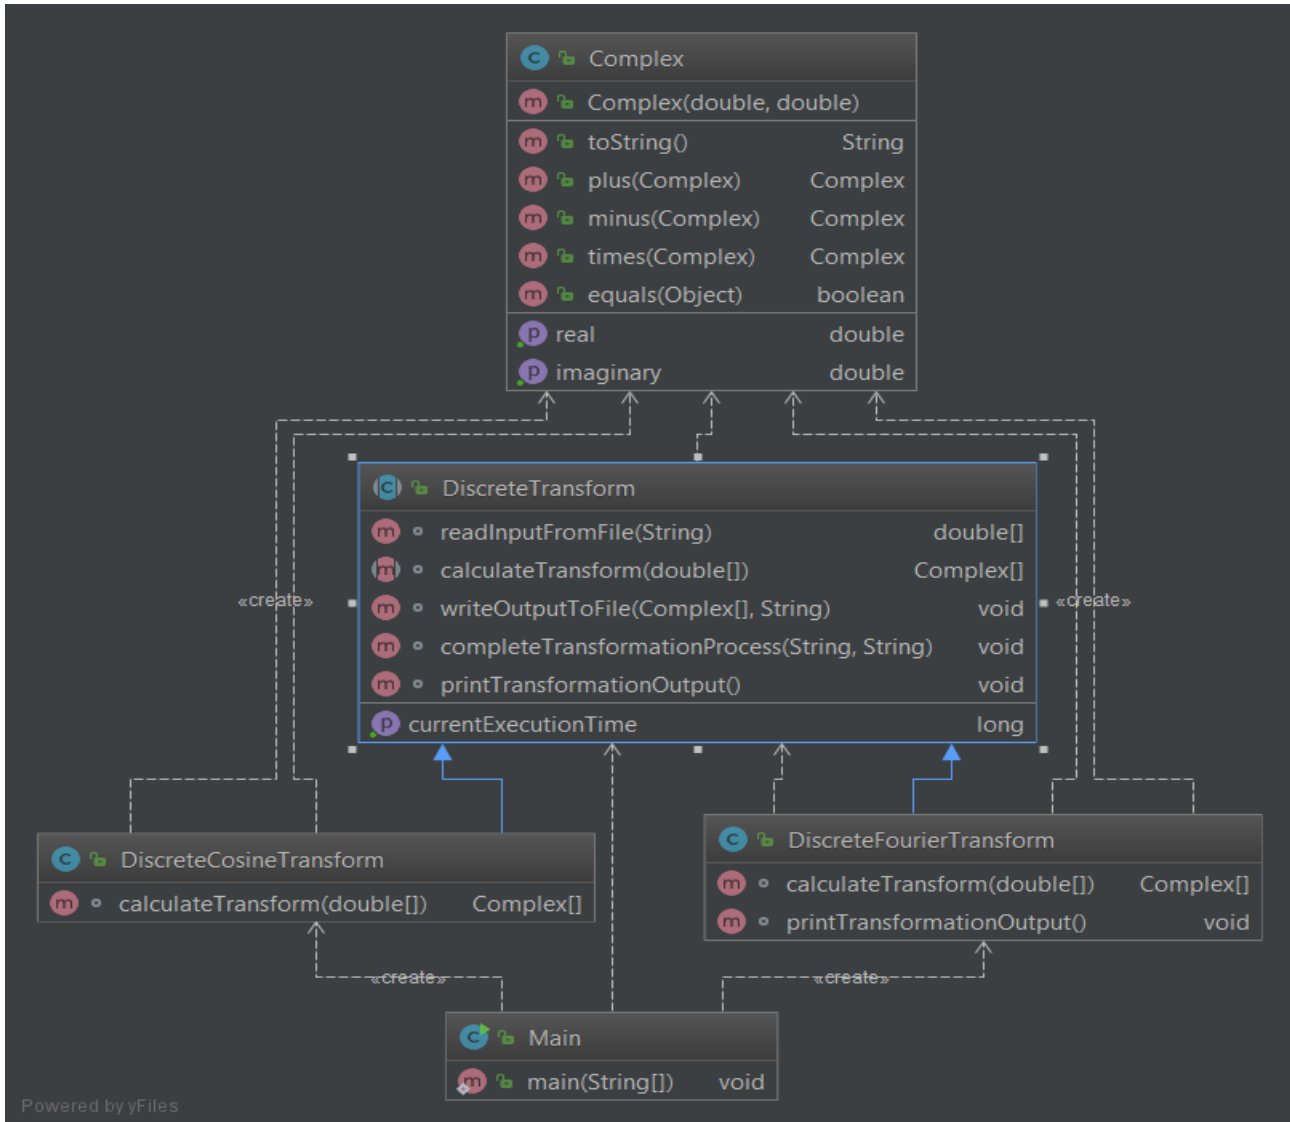 Complex
Complex(double, double)
toString() String
plus(Complex) Complex
minus(Complex) Complex
times(Complex) Complex
equals(Object) boolean
real double
imaginary double
DiscreteTransform
readInputFromFile(String) double[]
calculateTransform(double[]) Complex[]
«create»
«create»
writeOutputToFile(Complex[], String) void
completeTransformationProcess(String, String) void
printTransformationOutput() void
currentExecutionTime long
DiscreteCosineTransform
calculateTransform(double[]) Complex[]
DiscreteFourierTransform
calculateTransform(double[]) Complex[]
printTransformationOutput() void
«create»
«create»
Main
main(String[]) void
Powered by yFiles